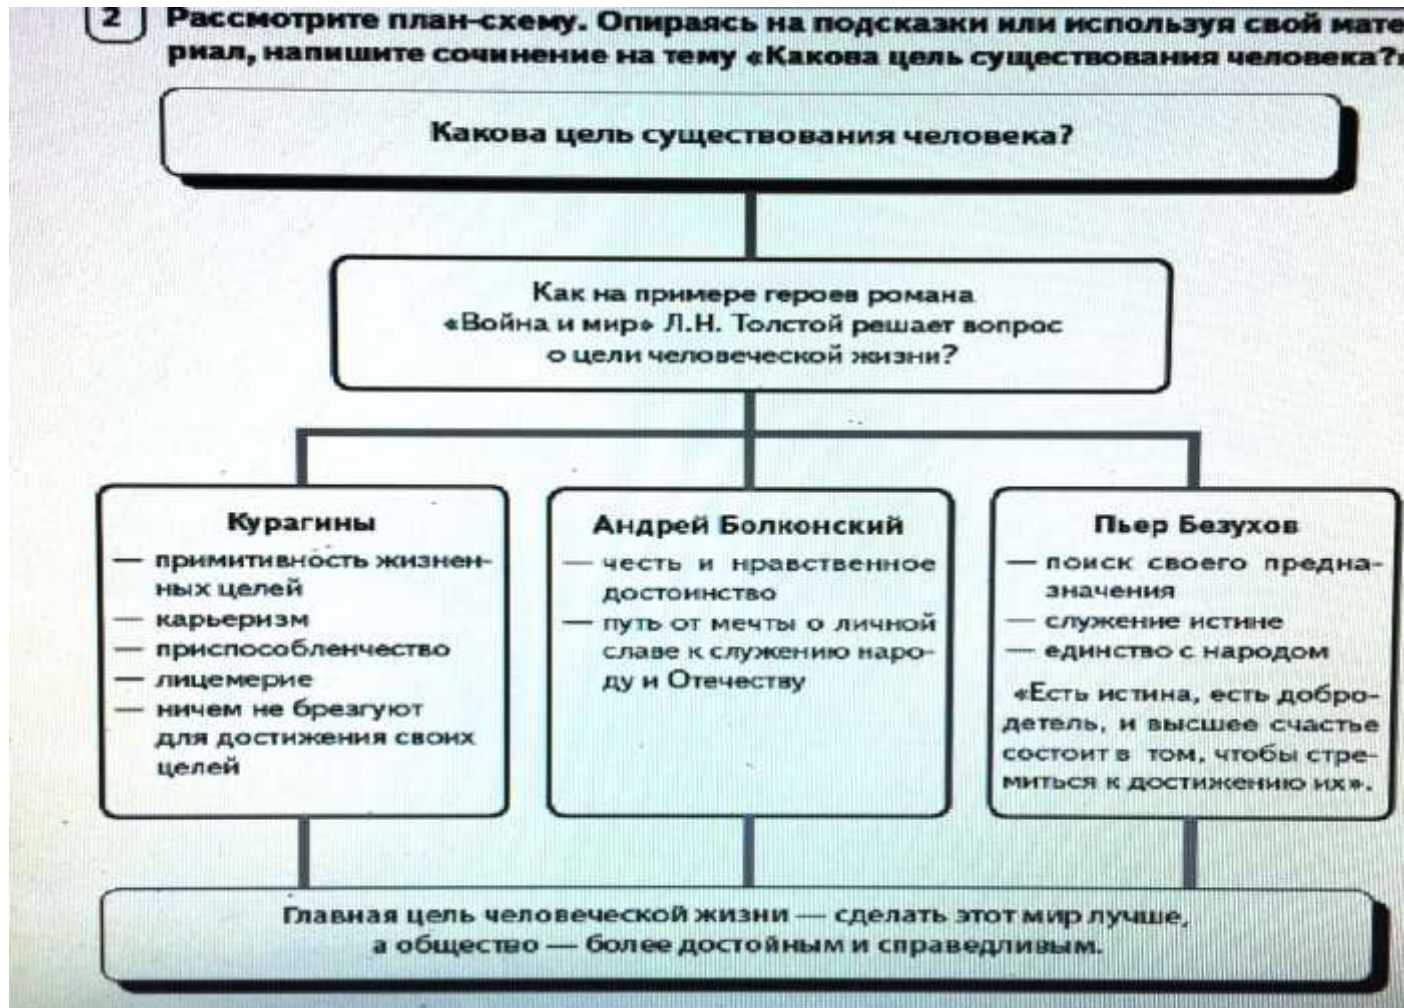 2 Рассмотрите план-схему. Опираясь на подсказки или используя свой мате-
риал, напишите сочинение на тему «Какова цель существования человека?»
Какова цель существования человека?
Как на примере героев романа
«Война и мир» Л.Н. Толстой решает вопрос
о цели человеческой жизни?
Курагины
— примитивность жизнен-
ных целей
— карьеризм
— приспособленчество
— лицемерие
— ничем не брезгуют
для достижения своих
целей
Андрей Болконский
— честь и нравственное
достоинство
— путь от мечты о личной
славе к служению наро-
ду и Отечеству
Пьер Безухов
— поиск своего предна-
значения
— служение истине
— единство с народом
«Есть истина, есть добро-
детель, и высшее счастье
состоит в том, чтобы стре-
миться к достижению их».
Главная цель человеческой жизни — сделать этот мир лучше,
а общество — более достойным и справедливым.